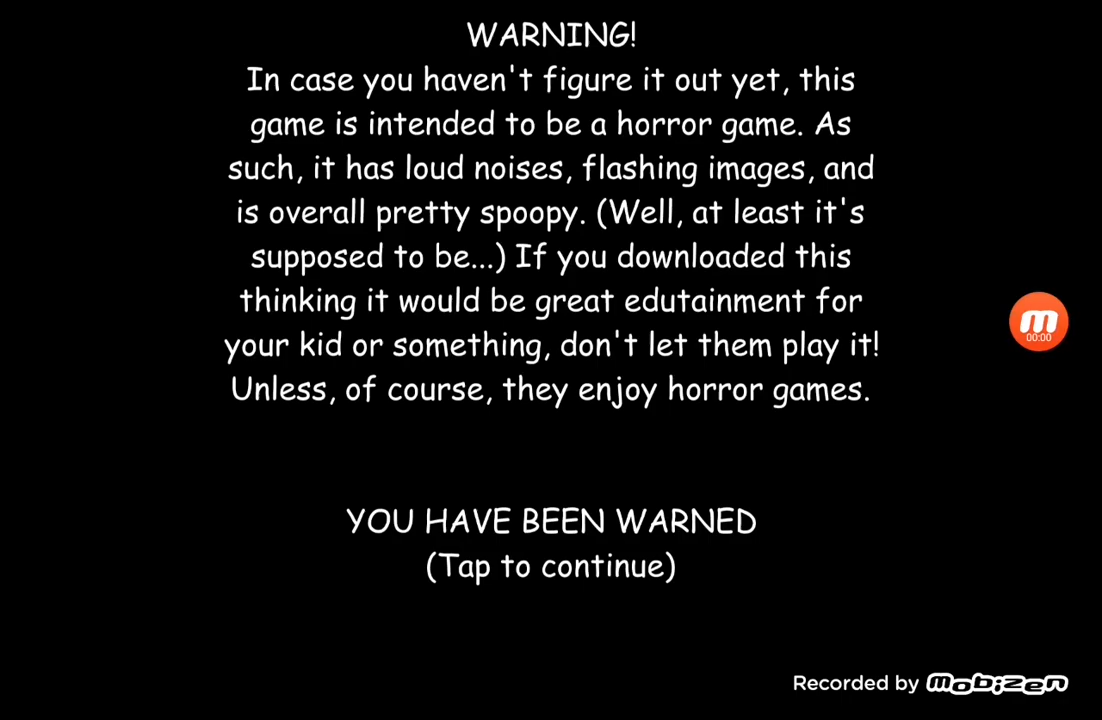 WARNING!
In case you haven't figure it out yet, this
game is intended to be a horror game. As
such, it has loud noises, flashing images, and
is overall pretty spoopy. (Well, at least it's
supposed to be...) If you downloaded this
thinking it would be great edutainment for
your kid or something, don't let them play it!
Unless, of course, they enjoy horror games.
m
00:00
YOU HAVE BEEN WARNED
(Tap to continue)
Recorded by mobizen